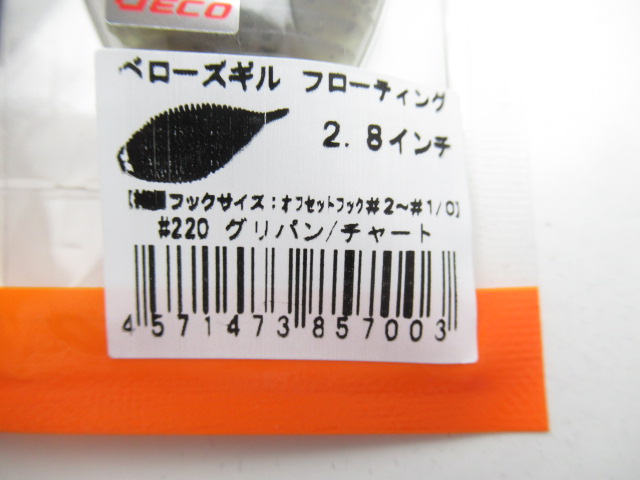 JECO
ベローズギル フローティング
2.8インチ
フックサイズ:オフセットフック#2~#1/0】
#220 グリパン/チャート
4571473857003